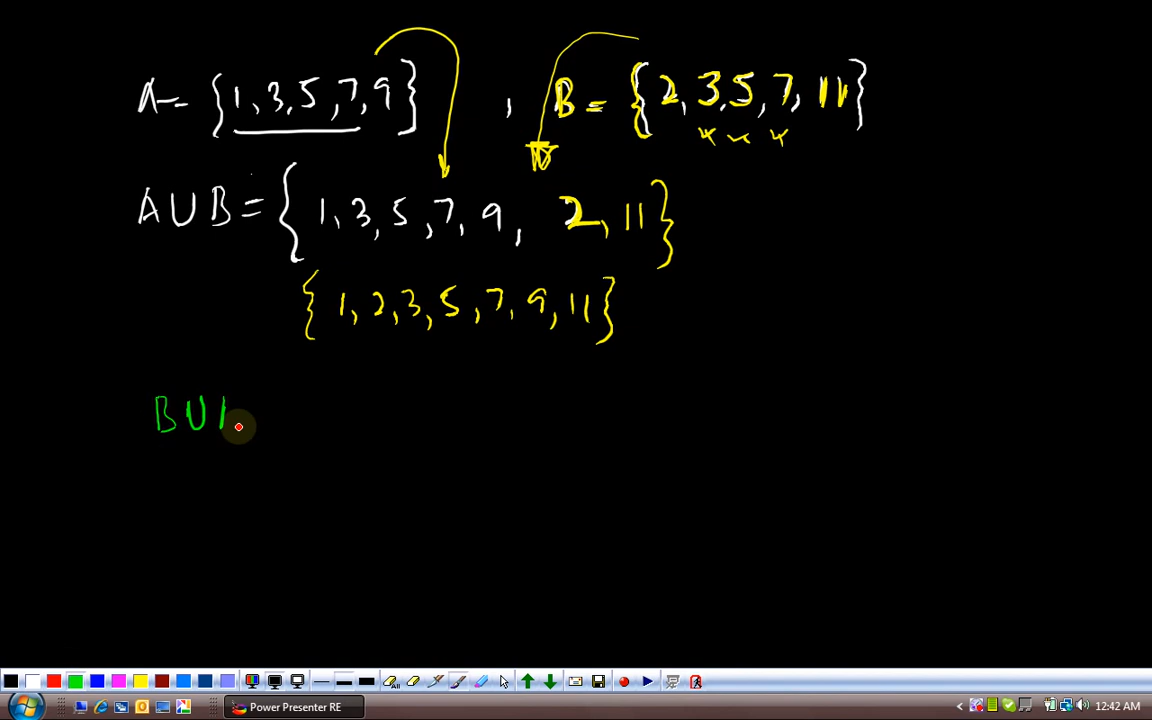 A = {1, 3, 5, 7, 9} , B = {2, 3, 5, 7, 11}
A U B = { 1, 3, 5, 7, 9, 2, 11}
{ 1, 2, 3, 5, 7, 9, 11}
B U
Power Presenter RE
12:42 AM